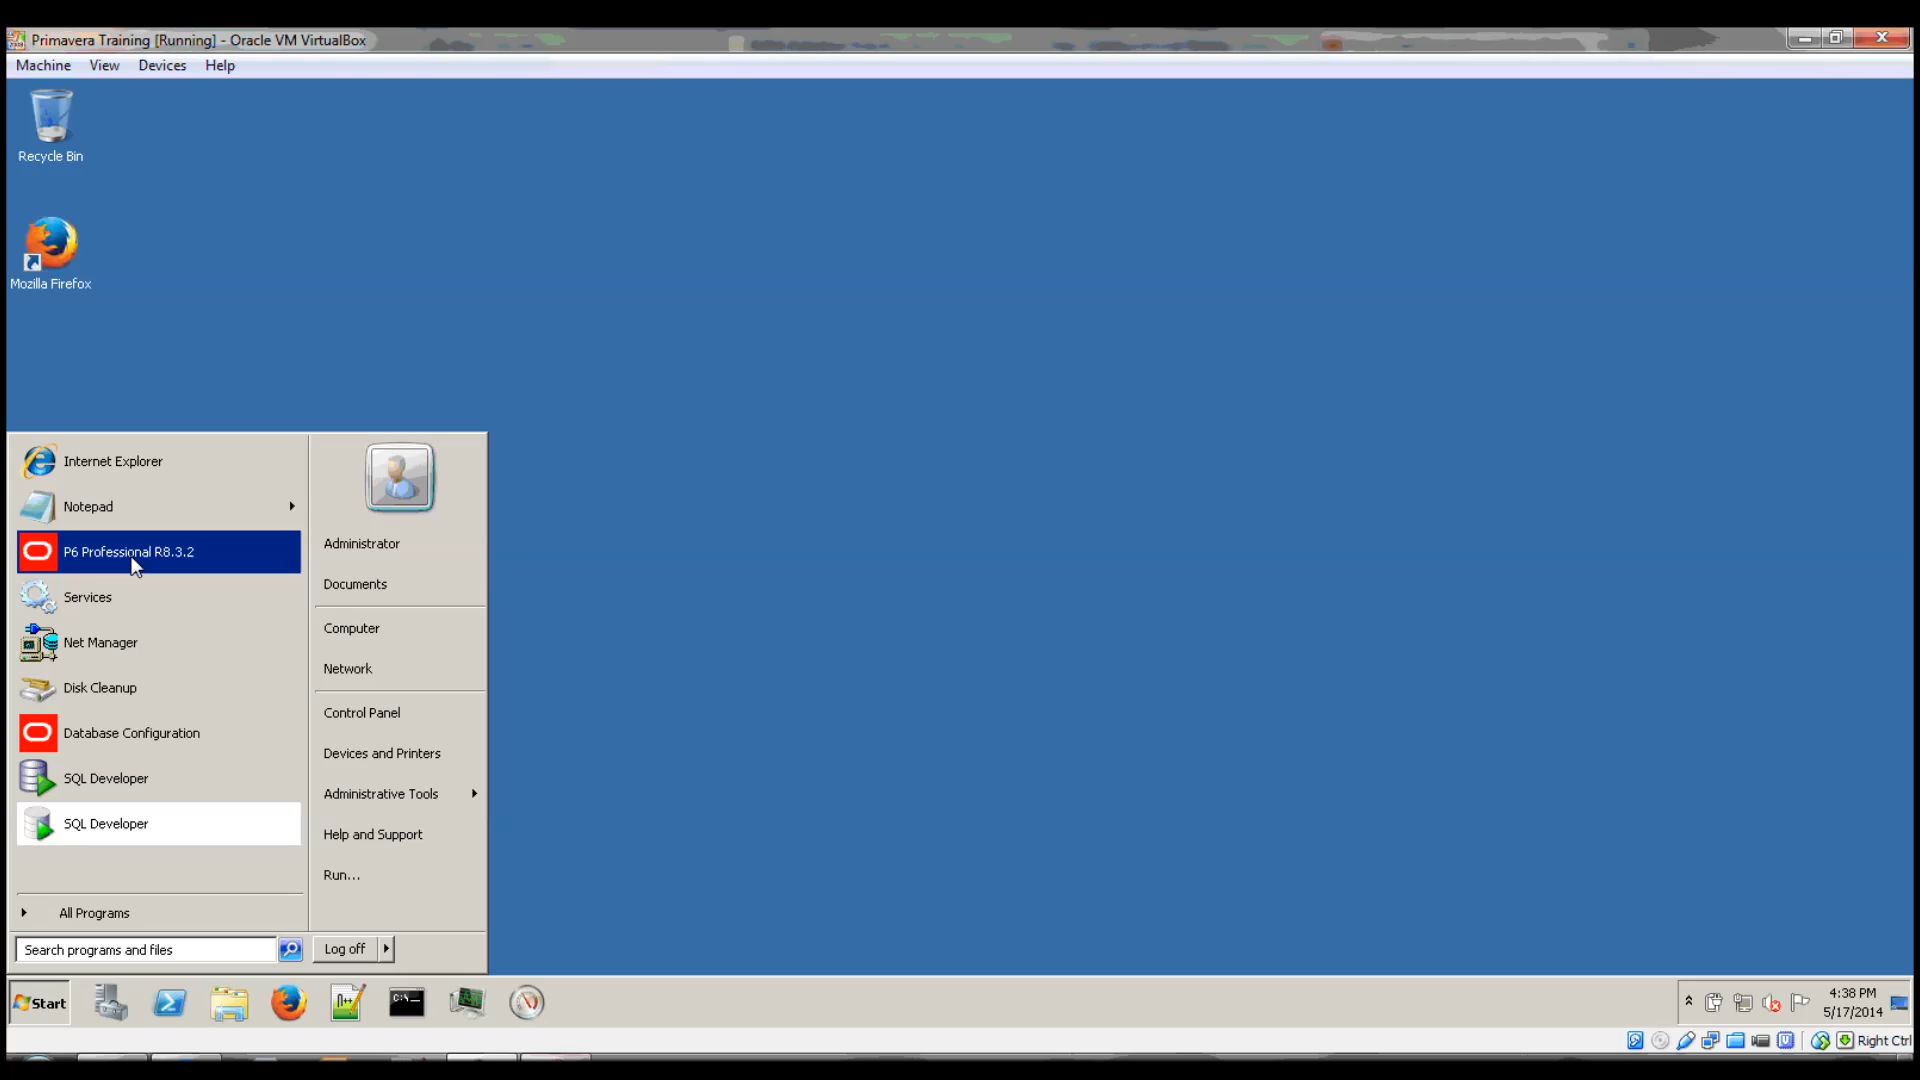 Primavera Training [Running] - Oracle VM VirtualBox
Machine View Devices Help
Recycle Bin
Mozilla Firefox
Internet Explorer
Notepad
P6 Professional R8.3.2
Services
Net Manager
Disk Cleanup
Database Configuration
SQL Developer
SQL Developer
All Programs
Search programs and files
Administrator
Documents
Computer
Network
Control Panel
Devices and Printers
Administrative Tools
Help and Support
Run...
Log off
Start
C:\_
4:38 PM
5/17/2014
Right Ctrl